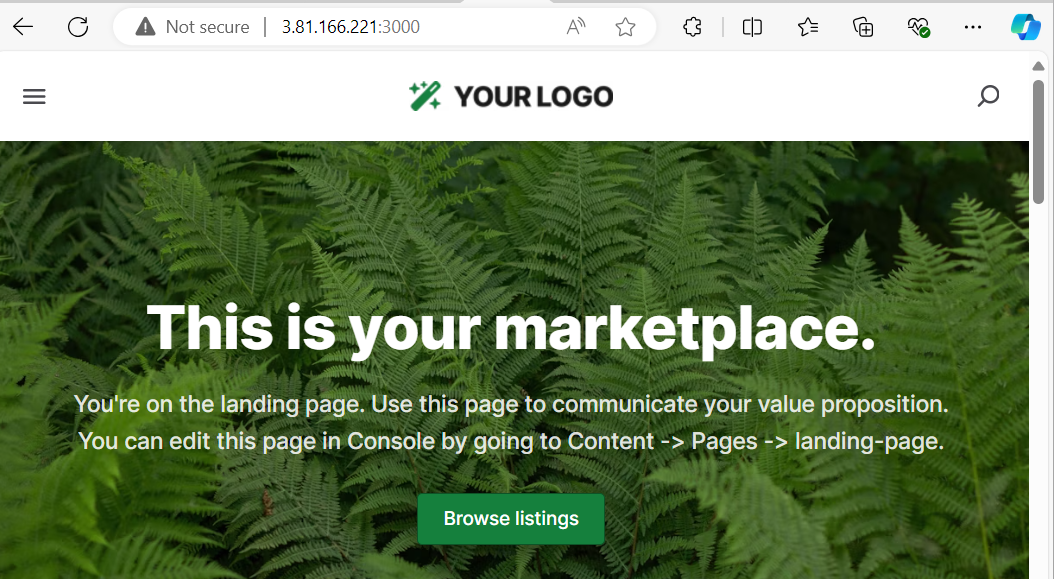 Not secure | 3.81.166.221:3000
YOUR LOGO
This is your marketplace.
You're on the landing page. Use this page to communicate your value proposition.
You can edit this page in Console by going to Content -> Pages -> landing-page.
Browse listings